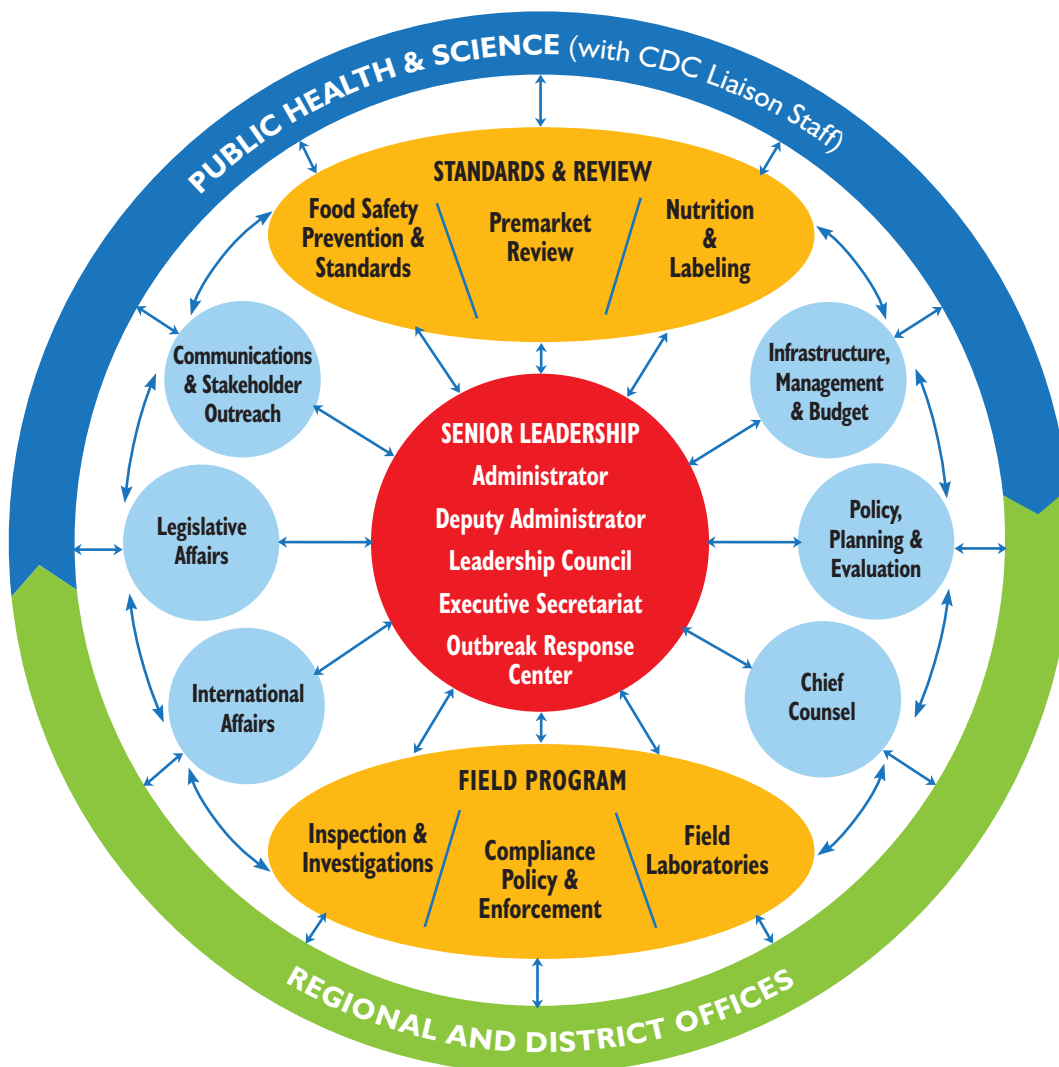 PUBLIC HEALTH & SCIENCE (with CDC Liaison Staff)
STANDARDS & REVIEW
Food Safety
Prevention &
Standards
Premarket
Review
Nutrition
&
Labeling
Communications
& Stakeholder
Outreach
Infrastructure,
Management
& Budget
SENIOR LEADERSHIP
Administrator
Deputy Administrator
Leadership Council
Executive Secretariat
Outbreak Response
Center
Legislative
Affairs
Policy,
Planning &
Evaluation
International
Affairs
Chief
Counsel
FIELD PROGRAM
Inspection &
Investigations
Compliance
Policy &
Enforcement
Field
Laboratories
REGIONAL AND DISTRICT OFFICES